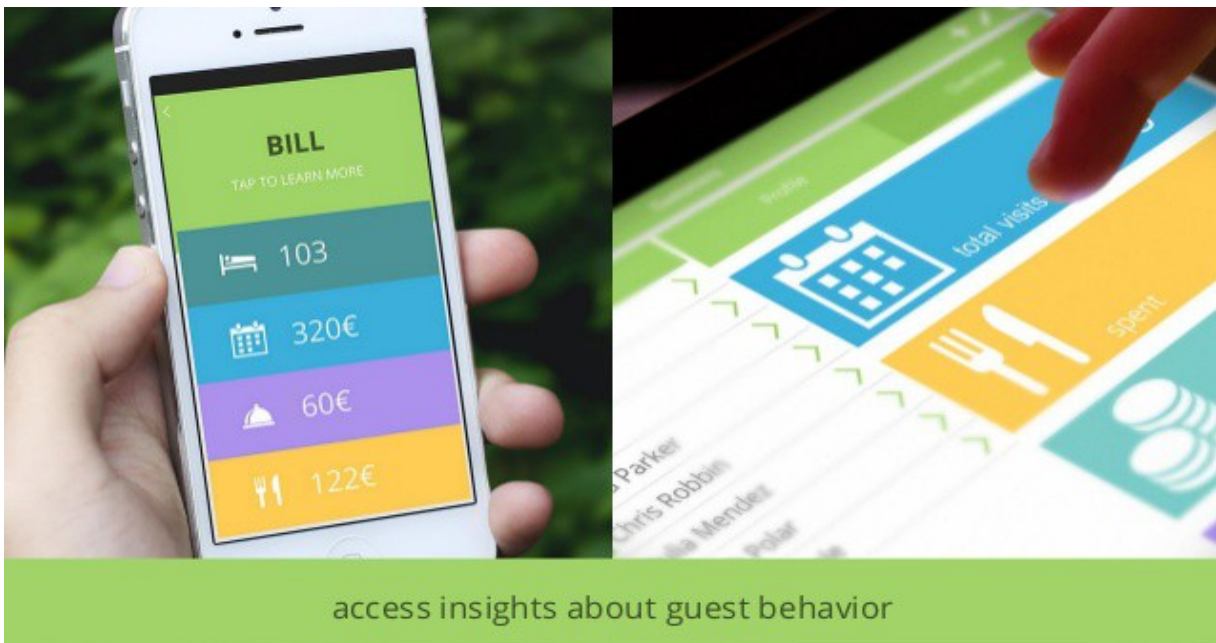 BILL
TAP TO LEARN MORE
103
320€
60€
122€
Profile
total visits
spent
Parker
Chris Robbin
Mendez
Polar
access insights about guest behavior